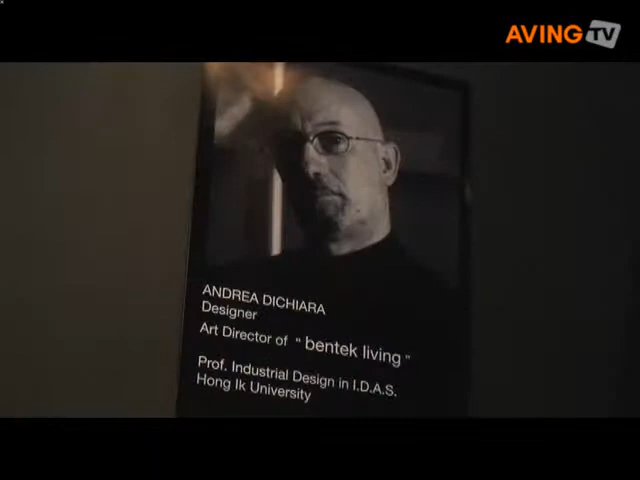 AVING TV
ANDREA DICHIARA
Designer
Art Director of " bentek living "
Prof. Industrial Design in I.D.A.S.
Hong Ik University